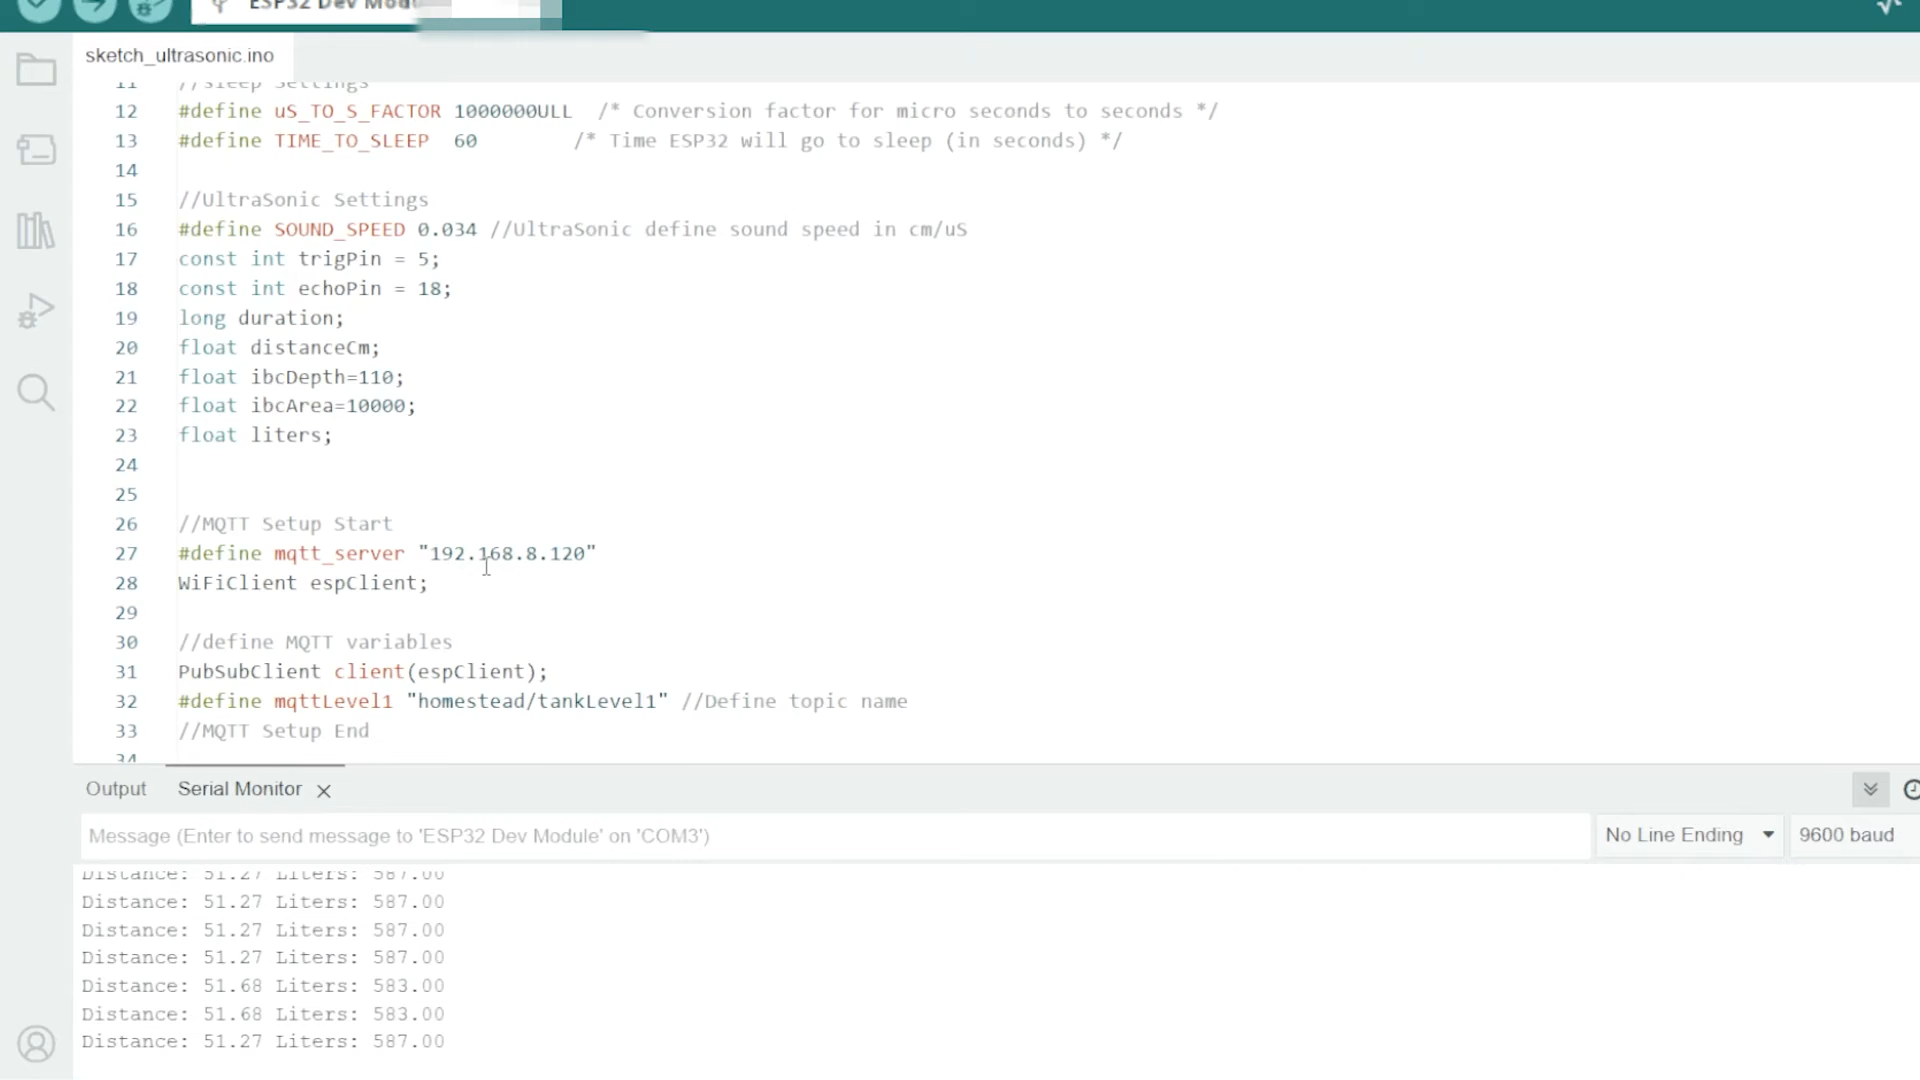 ESP32 Dev Modu
sketch_ultrasonic.ino
11 //Sleep Settings
12 #define uS_TO_S_FACTOR 1000000ULL /* Conversion factor for micro seconds to seconds */
13 #define TIME_TO_SLEEP 60 /* Time ESP32 will go to sleep (in seconds) */
14
15 //UltraSonic Settings
16 #define SOUND_SPEED 0.034 //UltraSonic define sound speed in cm/uS
17 const int trigPin = 5;
18 const int echoPin = 18;
19 long duration;
20 float distanceCm;
21 float ibcDepth=110;
22 float ibcArea=10000;
23 float liters;
24
25
26 //MQTT Setup Start
27 #define mqtt_server "192.168.8.120"
28 WiFiClient espClient;
29
30 //define MQTT variables
31 PubSubClient client(espClient);
32 #define mqttLevel1 "homestead/tankLevel1" //Define topic name
33 //MQTT Setup End
34
Output Serial Monitor
Message (Enter to send message to 'ESP32 Dev Module' on 'COM3') No Line Ending 9600 baud
Distance: 51.27 Liters: 587.00
Distance: 51.27 Liters: 587.00
Distance: 51.27 Liters: 587.00
Distance: 51.27 Liters: 587.00
Distance: 51.68 Liters: 583.00
Distance: 51.68 Liters: 583.00
Distance: 51.27 Liters: 587.00